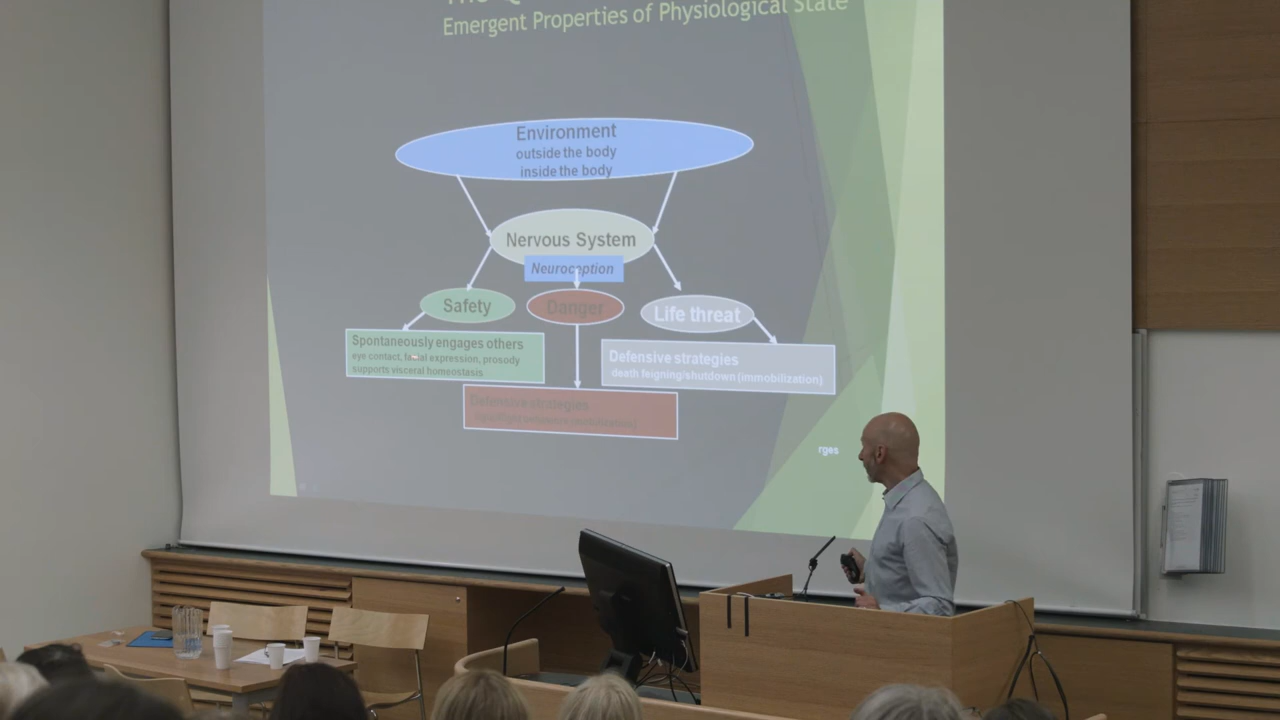 Emergent Properties of Physiological State
Environment
outside the body
inside the body
Nervous System
Neuroception
Safety
Danger
Life threat
Spontaneously engages others
eye contact, facial expression, prosody
supports visceral homeostasis
Defensive strategies
death feigning/shutdown (immobilization)
Defensive strategies
rges